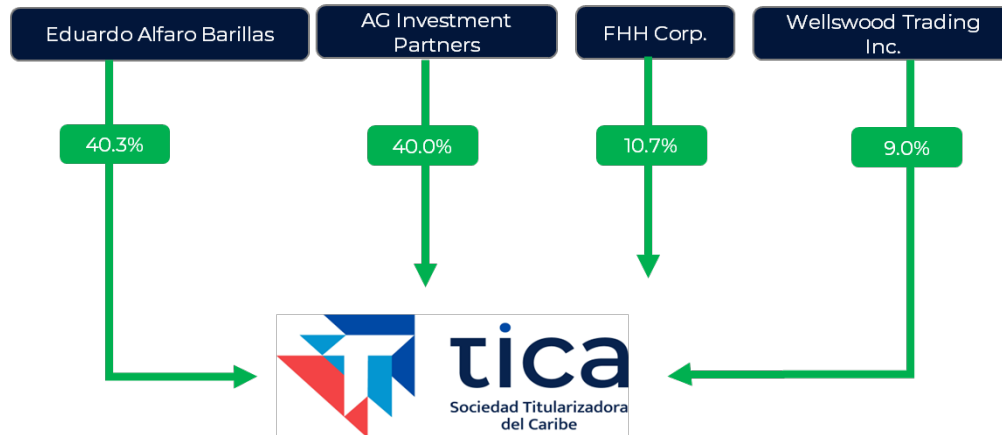 Eduardo Alfaro Barillas
AG Investment
Partners
FHH Corp.
Wellswood Trading
Inc.
40.3%
40.0%
10.7%
9.0%
tica
Sociedad Titularizadora
del Caribe